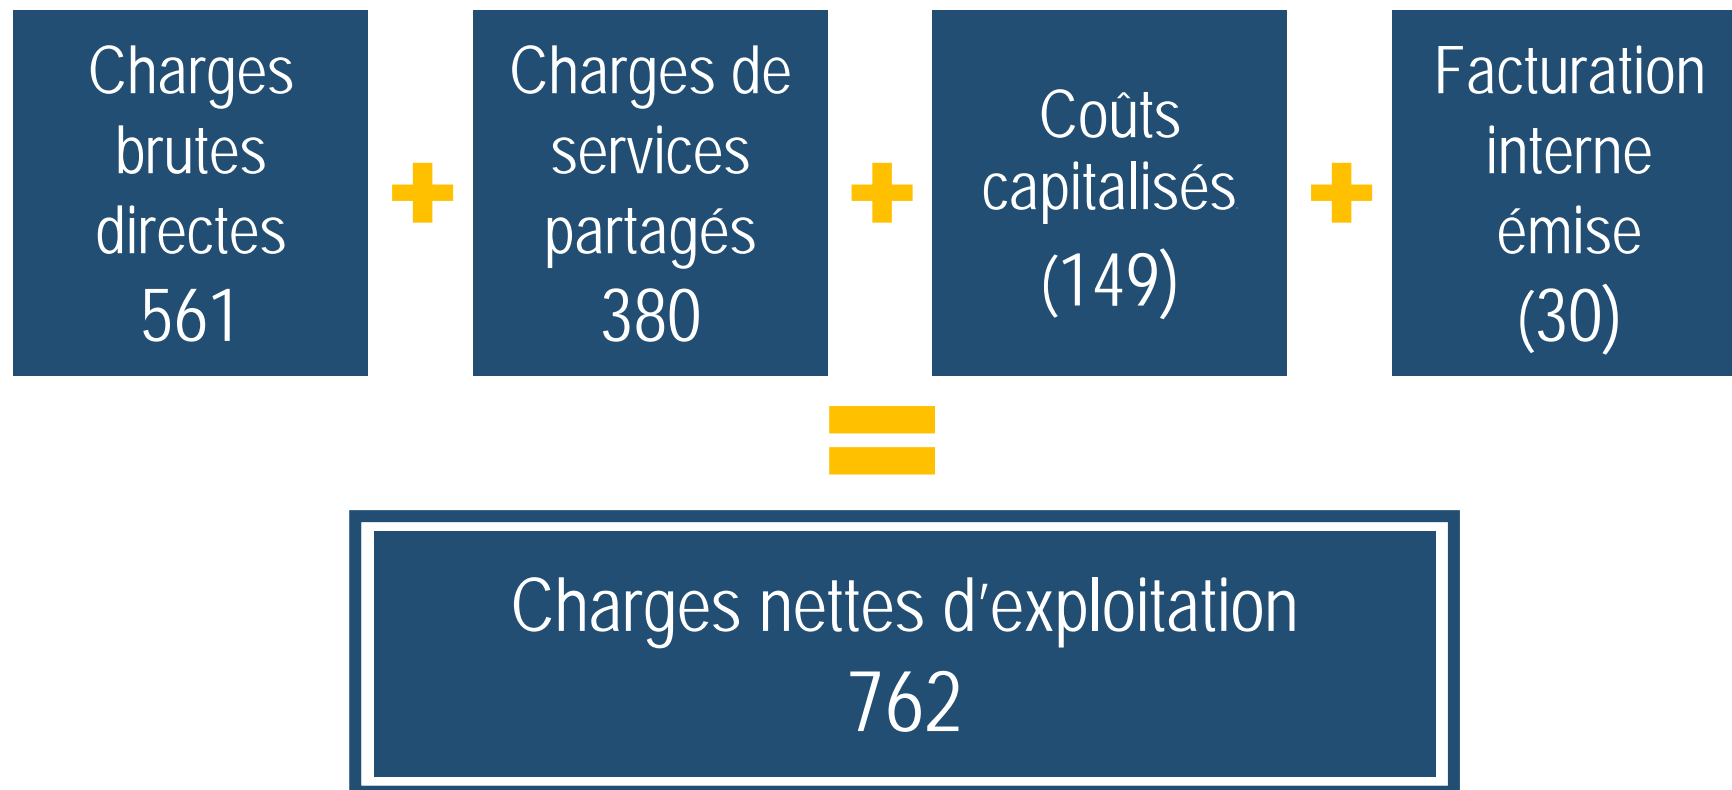 Charges
brutes
directes
561
Charges de
services
partagés
380
Coûts
capitalisés
(149)
Facturation
interne
émise
(30)
Charges nettes d’exploitation
762